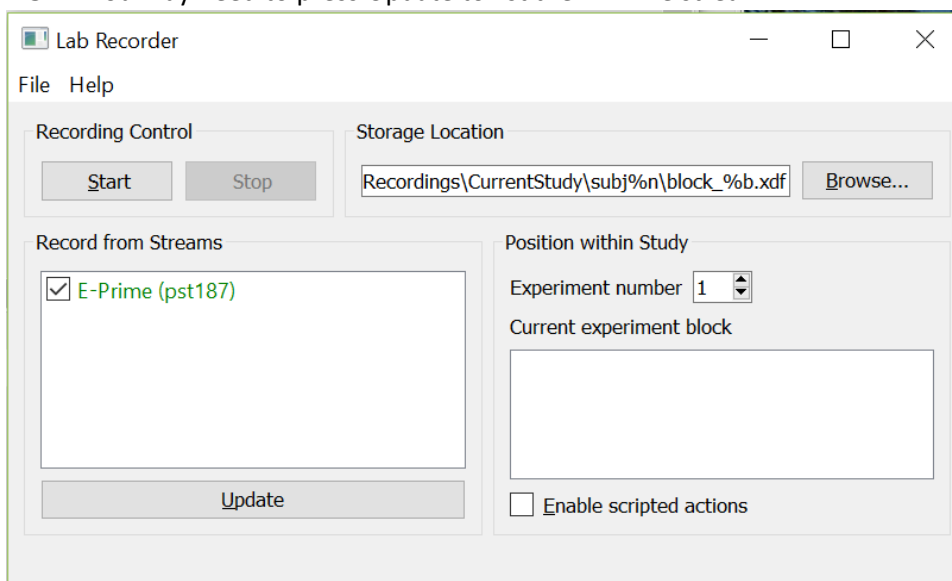 Lab Recorder
File Help
Recording Control
Start Stop
Storage Location
Recordings\CurrentStudy\subj%n\block_%b.xdf Browse...
Record from Streams
E-Prime (pst187)
Update
Position within Study
Experiment number 1
Current experiment block
Enable scripted actions